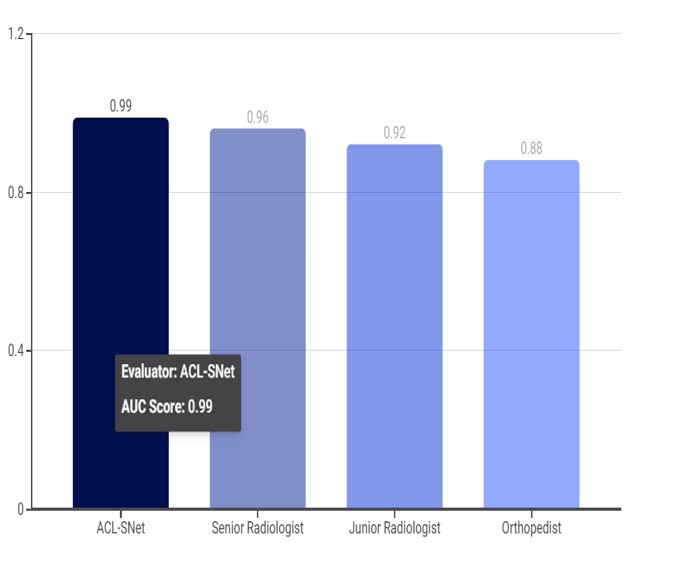 1.2
0.99
0.96
0.92
0.88
0.8
0.4
Evaluator: ACL-SNet
AUC Score: 0.99
0
ACL-SNet
Senior Radiologist
Junior Radiologist
Orthopedist